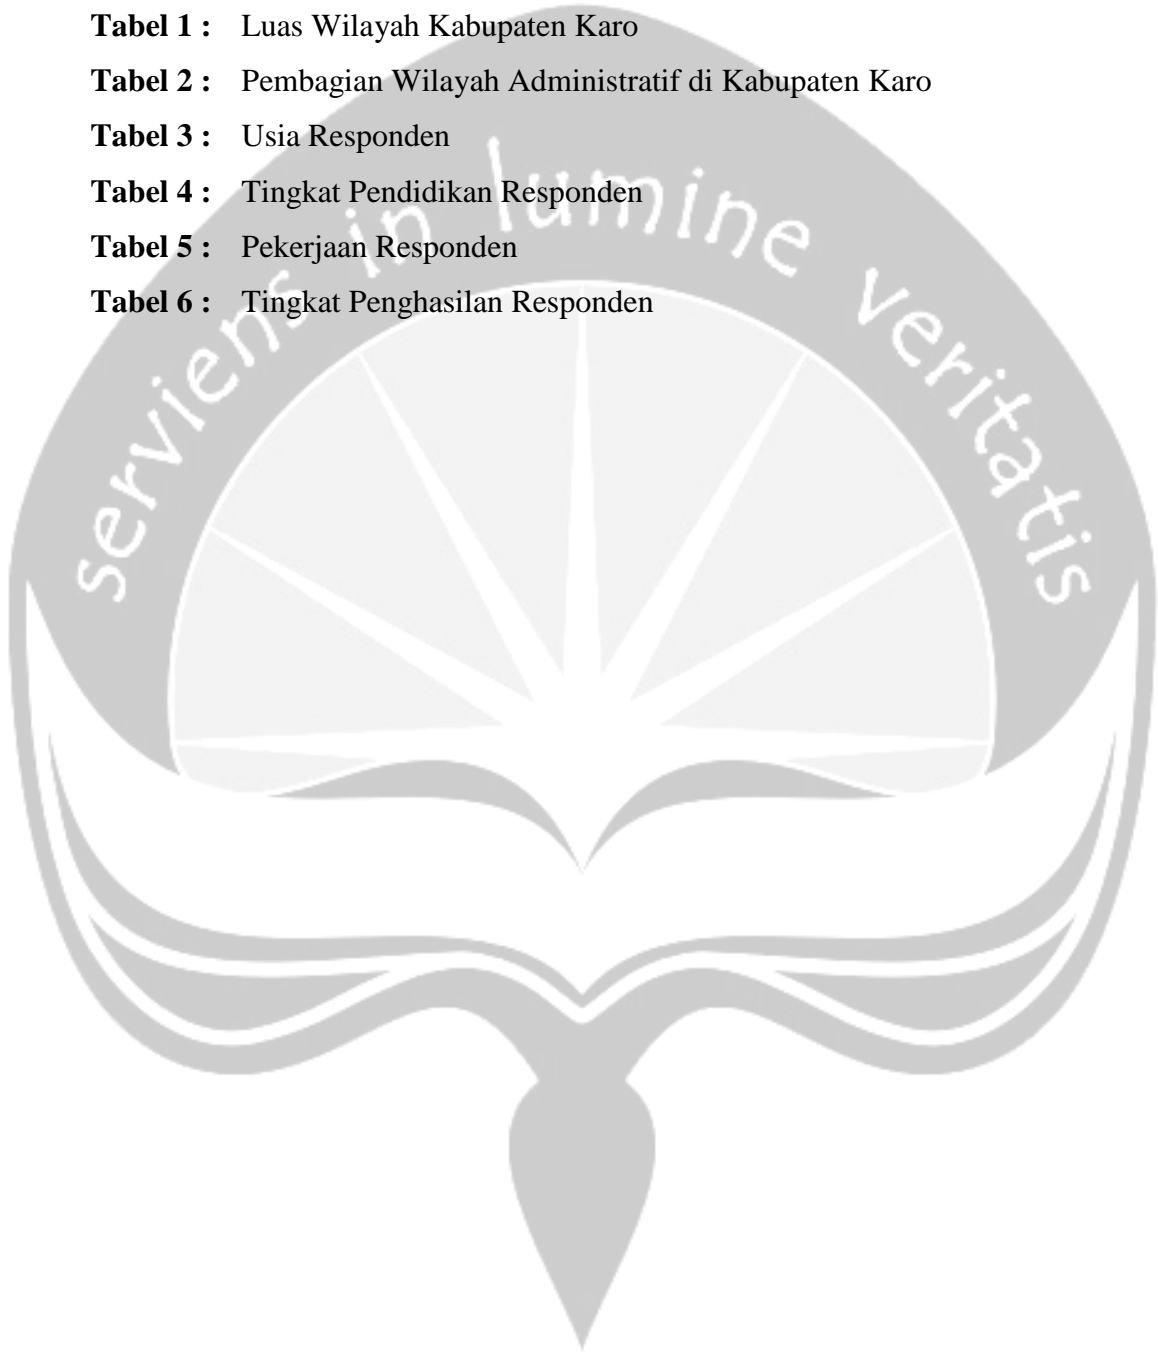 Tabel 1 : Luas Wilayah Kabupaten Karo
Tabel 2 : Pembagian Wilayah Administratif di Kabupaten Karo
Tabel 3 : Usia Responden
Tabel 4 : Tingkat Pendidikan Responden
Tabel 5 : Pekerjaan Responden
Tabel 6 : Tingkat Penghasilan Responden
serviens in lumine veritatis